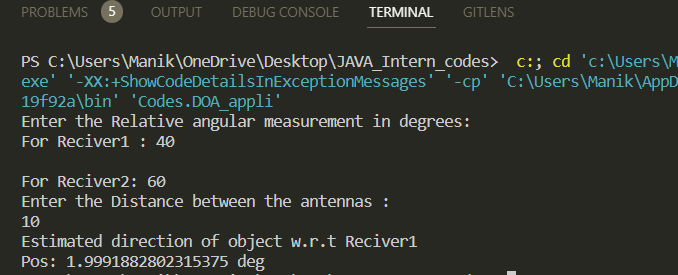 PROBLEMS 5 OUTPUT DEBUG CONSOLE TERMINAL GITLENS
PS C:\Users\Manik\OneDrive\Desktop\JAVA_Intern_codes> c:; cd 'c:\Users\M
exe' '-XX:+ShowCodeDetailsInExceptionMessages' '-cp' 'C:\Users\Manik\AppD
19f92a\bin' 'Codes.DOA_appli'
Enter the Relative angular measurement in degrees:
For Reciver1 : 40
For Reciver2: 60
Enter the Distance between the antennas :
10
Estimated direction of object w.r.t Reciver1
Pos: 1.9991882802315375 deg